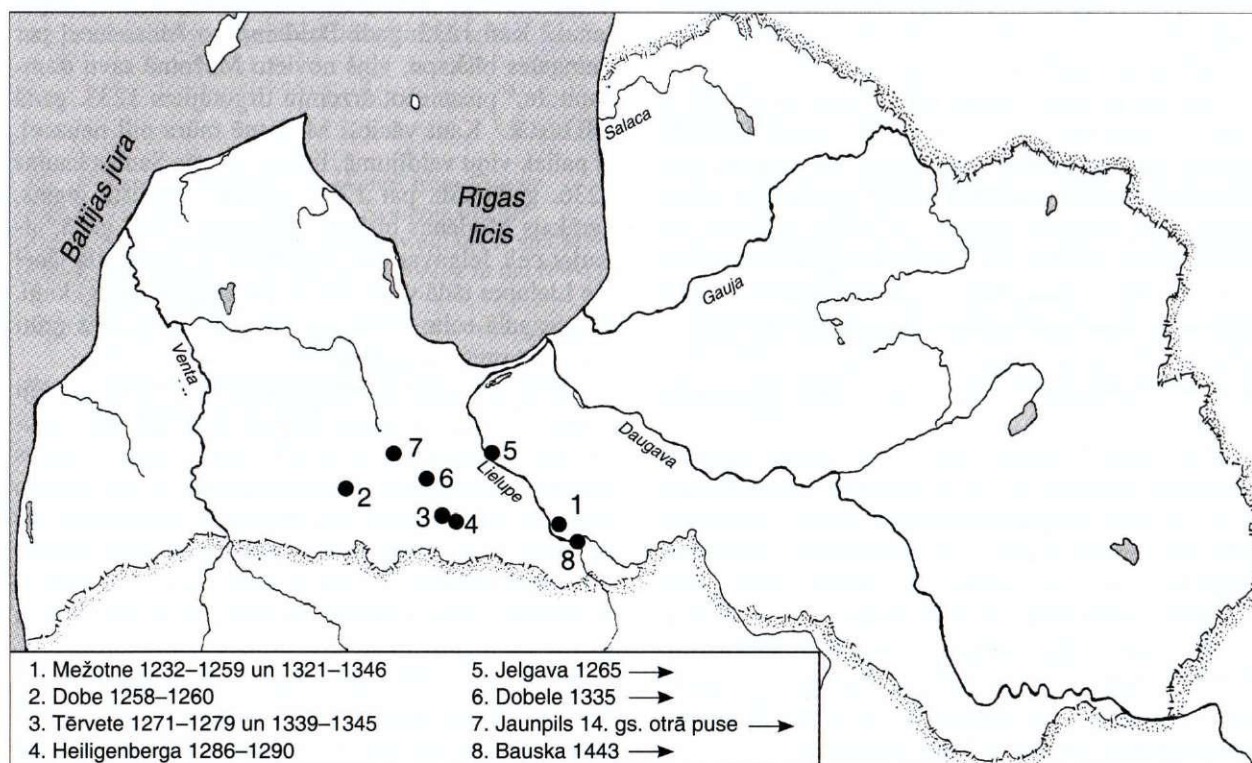 Baltijas jūra
Rīgas
līcis
Salaca
Gauja
Venta
Daugava
Lielupe
7
5
6
2
3
4
1
8
1. Mežotne 1232–1259 un 1321–1346
2. Dobe 1258–1260
3. Tērvete 1271–1279 un 1339–1345
4. Heiligenberga 1286–1290
5. Jelgava 1265 →
6. Dobele 1335 →
7. Jaunpils 14. gs. otrā puse →
8. Bauska 1443 →